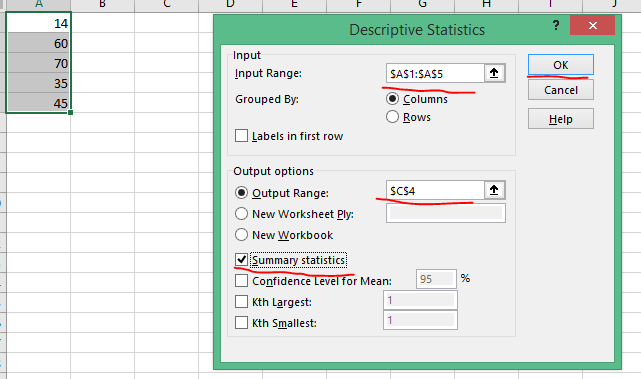 A B C D E F G H I J
14
60
70
35
45
Descriptive Statistics ? ×
Input
Input Range: $A$1:$A$5
Grouped By: Columns
Rows
Labels in first row
OK
Cancel
Help
Output options
Output Range: $C$4
New Worksheet Ply:
New Workbook
Summary statistics
Confidence Level for Mean: 95 %
Kth Largest: 1
Kth Smallest: 1